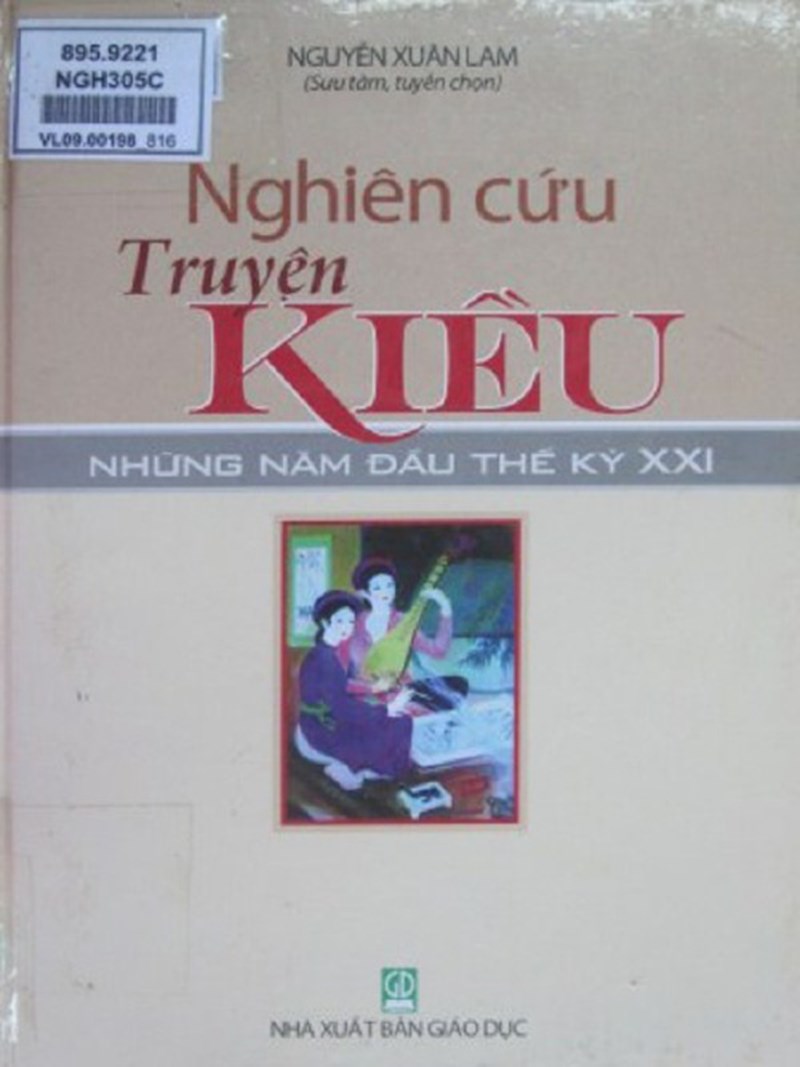 895.9221
NGH305C
VL09.00198 816
NGUYỄN XUÂN LAM
(Sưu tầm, tuyển chọn)
Nghiên cứu
Truyện
KIỀU
NHỮNG NĂM ĐẦU THẾ KỶ XXI
GD
NHÀ XUẤT BẢN GIÁO DỤC